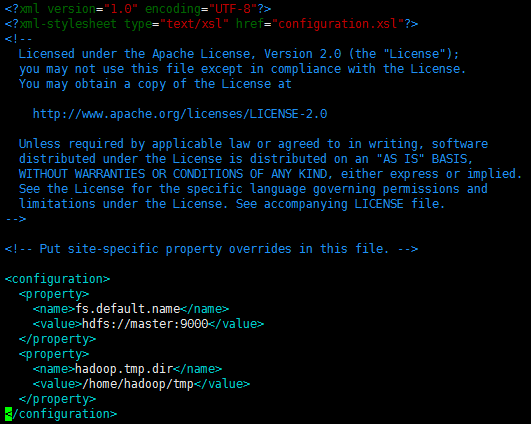 <?xml version="1.0" encoding="UTF-8"?>
<?xml-stylesheet type="text/xsl" href="configuration.xsl"?>
<!--
  Licensed under the Apache License, Version 2.0 (the "License");
  you may not use this file except in compliance with the License.
  You may obtain a copy of the License at

    http://www.apache.org/licenses/LICENSE-2.0

  Unless required by applicable law or agreed to in writing, software
  distributed under the License is distributed on an "AS IS" BASIS,
  WITHOUT WARRANTIES OR CONDITIONS OF ANY KIND, either express or implied.
  See the License for the specific language governing permissions and
  limitations under the License. See accompanying LICENSE file.
-->

<!-- Put site-specific property overrides in this file. -->

<configuration>
  <property>
    <name>fs.default.name</name>
    <value>hdfs://master:9000</value>
  </property>
  <property>
    <name>hadoop.tmp.dir</name>
    <value>/home/hadoop/tmp</value>
  </property>
</configuration>